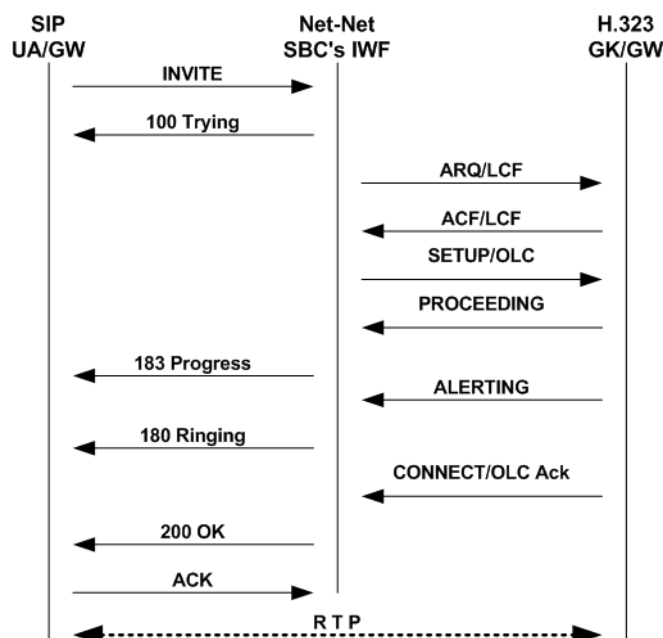 SIP
UA/GW
Net-Net
SBC's IWF
H.323
GK/GW
INVITE
100 Trying
ARQ/LCF
ACF/LCF
SETUP/OLC
PROCEEDING
183 Progress
ALERTING
180 Ringing
CONNECT/OLC Ack
200 OK
ACK
R T P